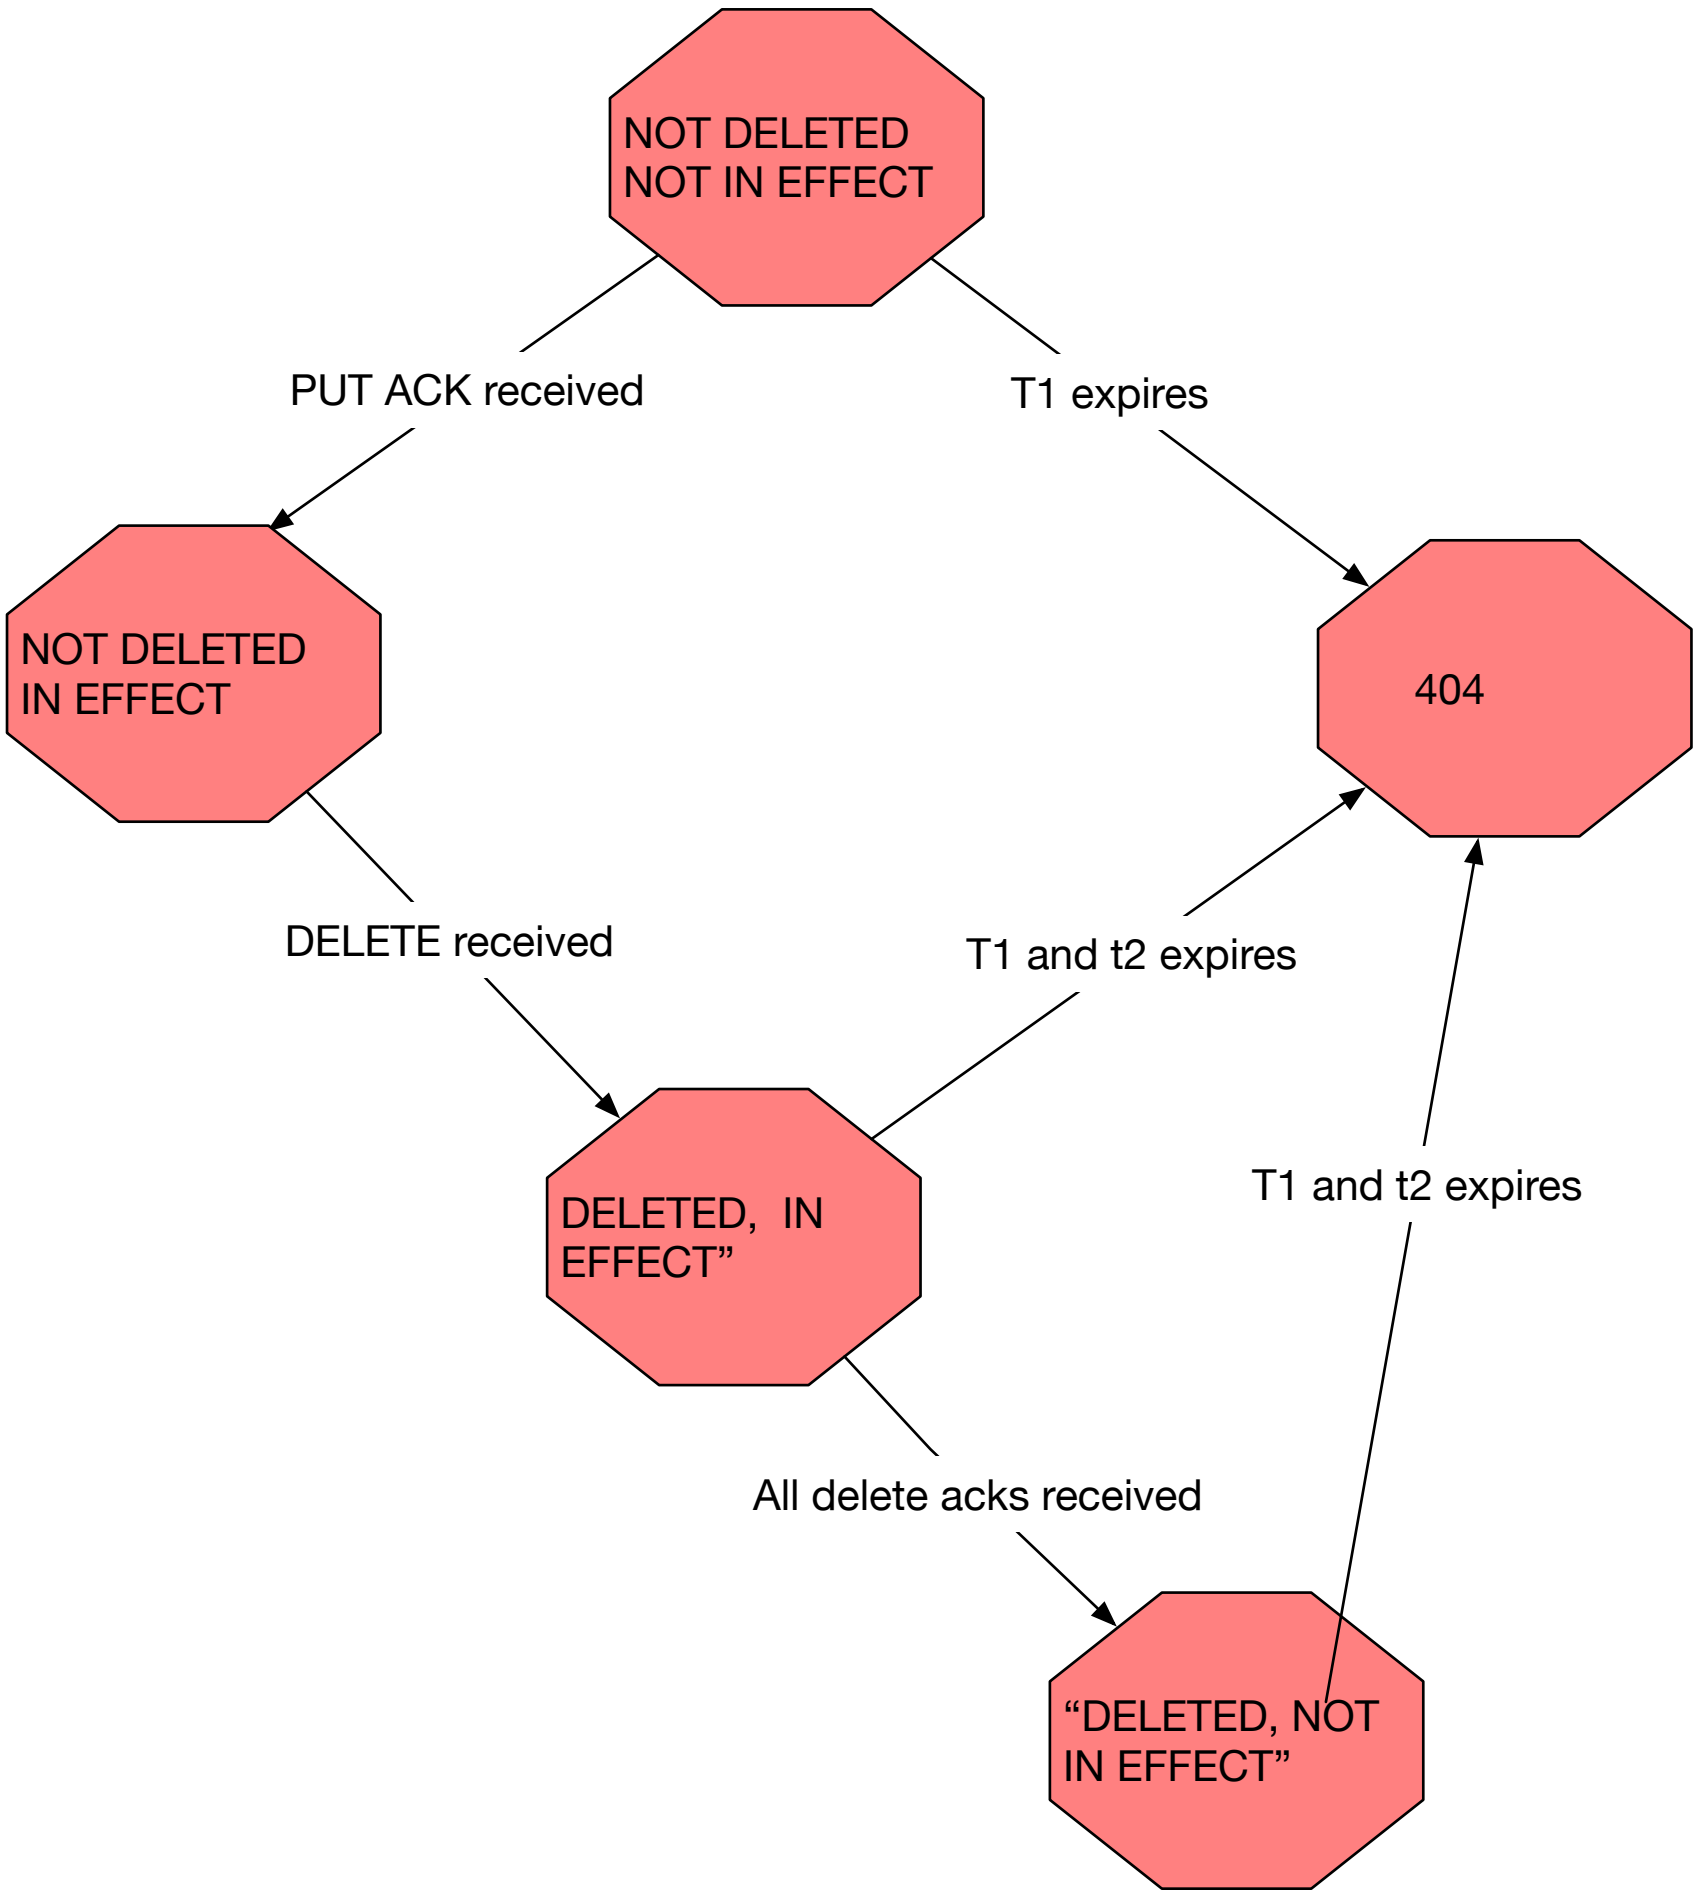 NOT DELETED
NOT IN EFFECT
PUT ACK received
T1 expires
NOT DELETED
IN EFFECT
404
DELETE received
T1 and t2 expires
T1 and t2 expires
DELETED,  IN
EFFECT”
All delete acks received
“DELETED, NOT
IN EFFECT”